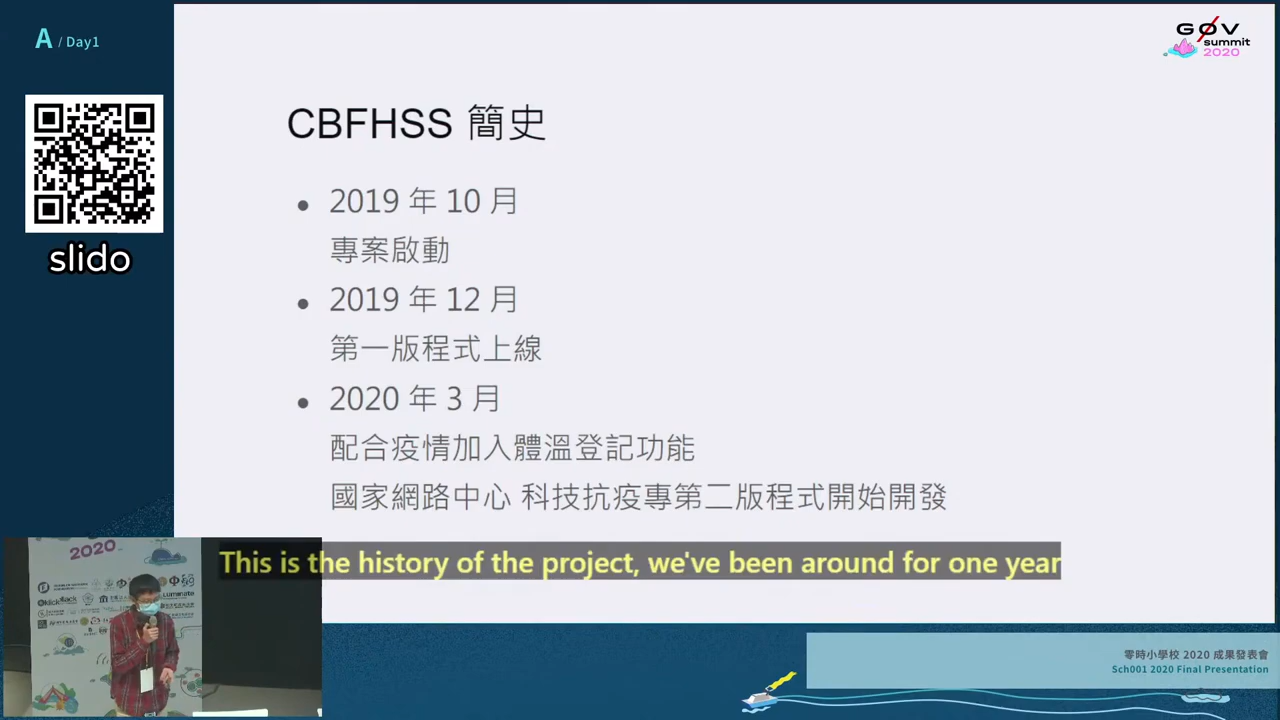 A / Day1
GØV
summit
2020
slido
CBFHSS 簡史
2019 年 10 月
專案啟動
2019 年 12 月
第一版程式上線
2020 年 3 月
配合疫情加入體溫登記功能
國家網路中心 科技抗疫專第二版程式開始開發
This is the history of the project, we've been around for one year
2020
零時小學校 2020 成果發表會
Sch001 2020 Final Presentation